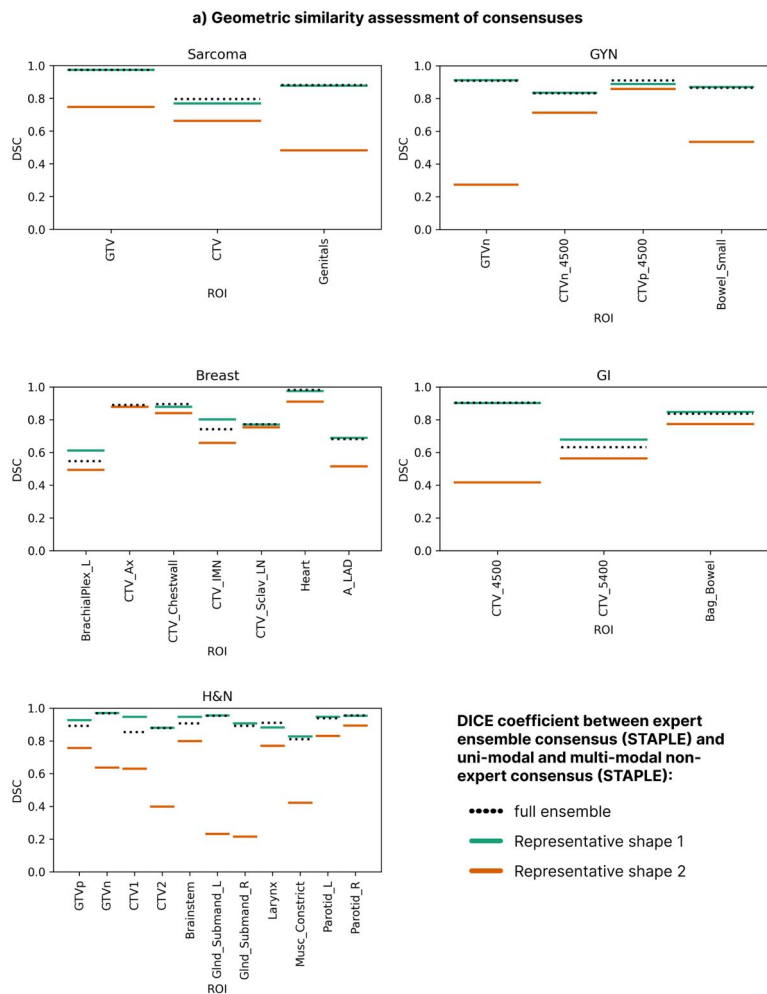 a) Geometric similarity assessment of consensuses
Sarcoma
DSC
1.0
0.8
0.6
0.4
0.2
0.0
GTV
CTV
Genitals
ROI
GYN
DSC
1.0
0.8
0.6
0.4
0.2
0.0
GTVn
CTVn_4500
CTVp_4500
Bowel_Small
ROI
Breast
DSC
1.0
0.8
0.6
0.4
0.2
0.0
BrachialPlex_L
CTV_Ax
CTV_Chestwall
CTV_IMN
CTV_Sclav_LN
Heart
A_LAD
ROI
GI
DSC
1.0
0.8
0.6
0.4
0.2
0.0
CTV_4500
CTV_5400
Bag_Bowel
ROI
H&N
DSC
1.0
0.8
0.6
0.4
0.2
0.0
GTVp
GTVn
CTV1
CTV2
Brainstem
Glnd_Submand_L
Glnd_Submand_R
Larynx
Musc_Constrict
Parotid_L
Parotid_R
ROI
DICE coefficient between expert
ensemble consensus (STAPLE) and
uni-modal and multi-modal non-
expert consensus (STAPLE):
full ensemble
Representative shape 1
Representative shape 2